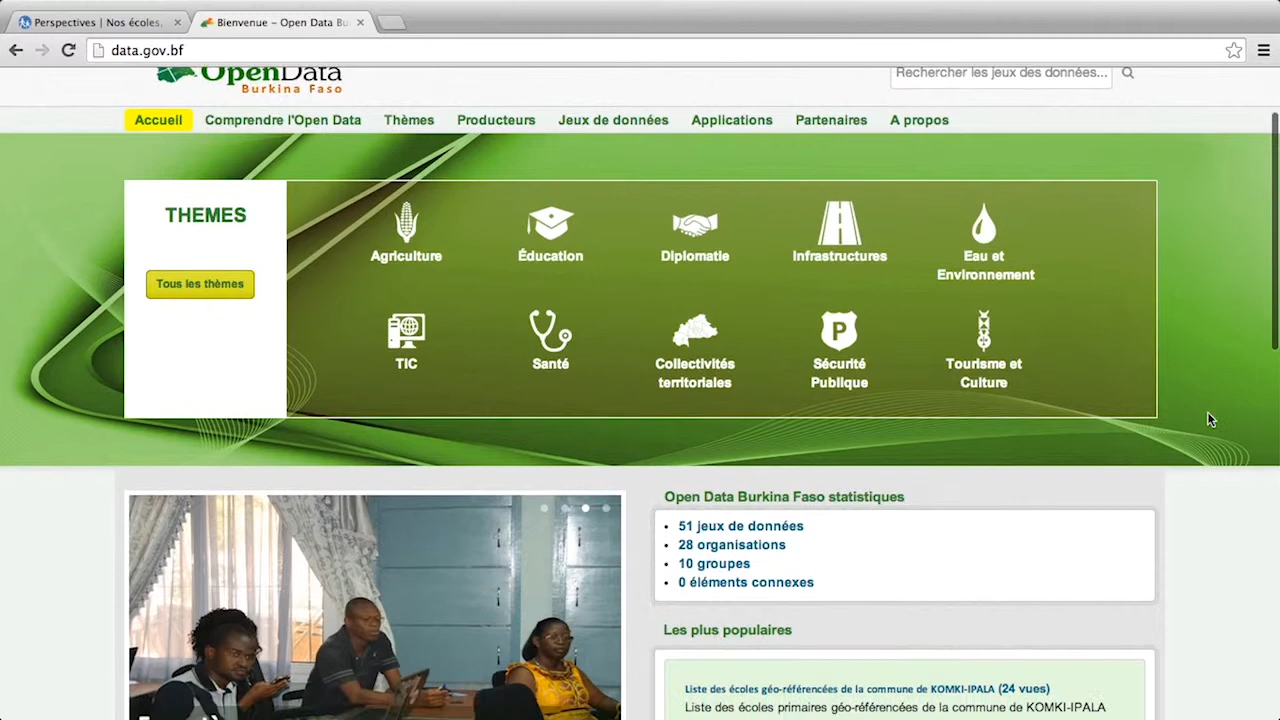 Perspectives | Nos écoles,
Bienvenue – Open Data Bu
data.gov.bf
OpenData
Burkina Faso
Rechercher les jeux des données...
Accueil
Comprendre l'Open Data
Thèmes
Producteurs
Jeux de données
Applications
Partenaires
A propos
THEMES
Tous les thèmes
Agriculture
Éducation
Diplomatie
Infrastructures
Eau et
Environnement
TIC
Santé
Collectivités
territoriales
P
Sécurité
Publique
Tourisme et
Culture
Open Data Burkina Faso statistiques
51 jeux de données
28 organisations
10 groupes
0 éléments connexes
Les plus populaires
Liste des écoles géo-référencées de la commune de KOMKI-IPALA (24 vues)
Liste des écoles primaires géo-référencées de la commune de KOMKI-IPALA